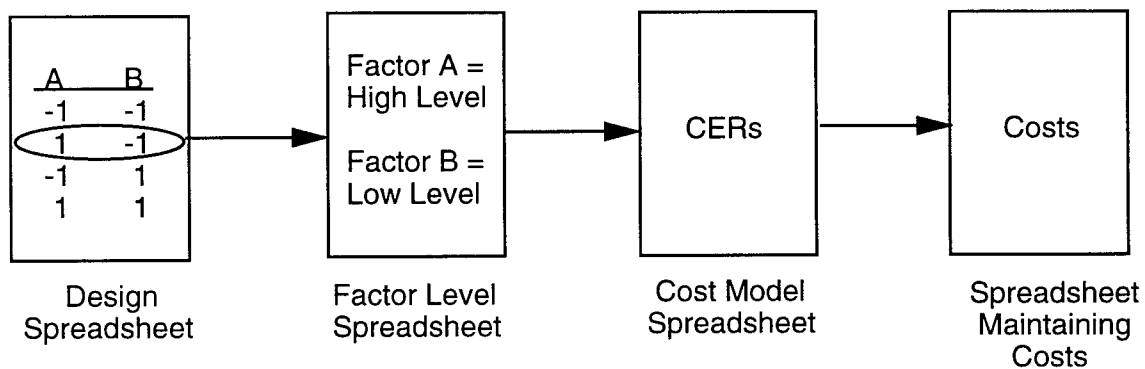 A B
-1 -1
1 -1
-1 1
1 1
Design
Spreadsheet
Factor A =
High Level
Factor B =
Low Level
Factor Level
Spreadsheet
CERs
Cost Model
Spreadsheet
Costs
Spreadsheet
Maintaining
Costs